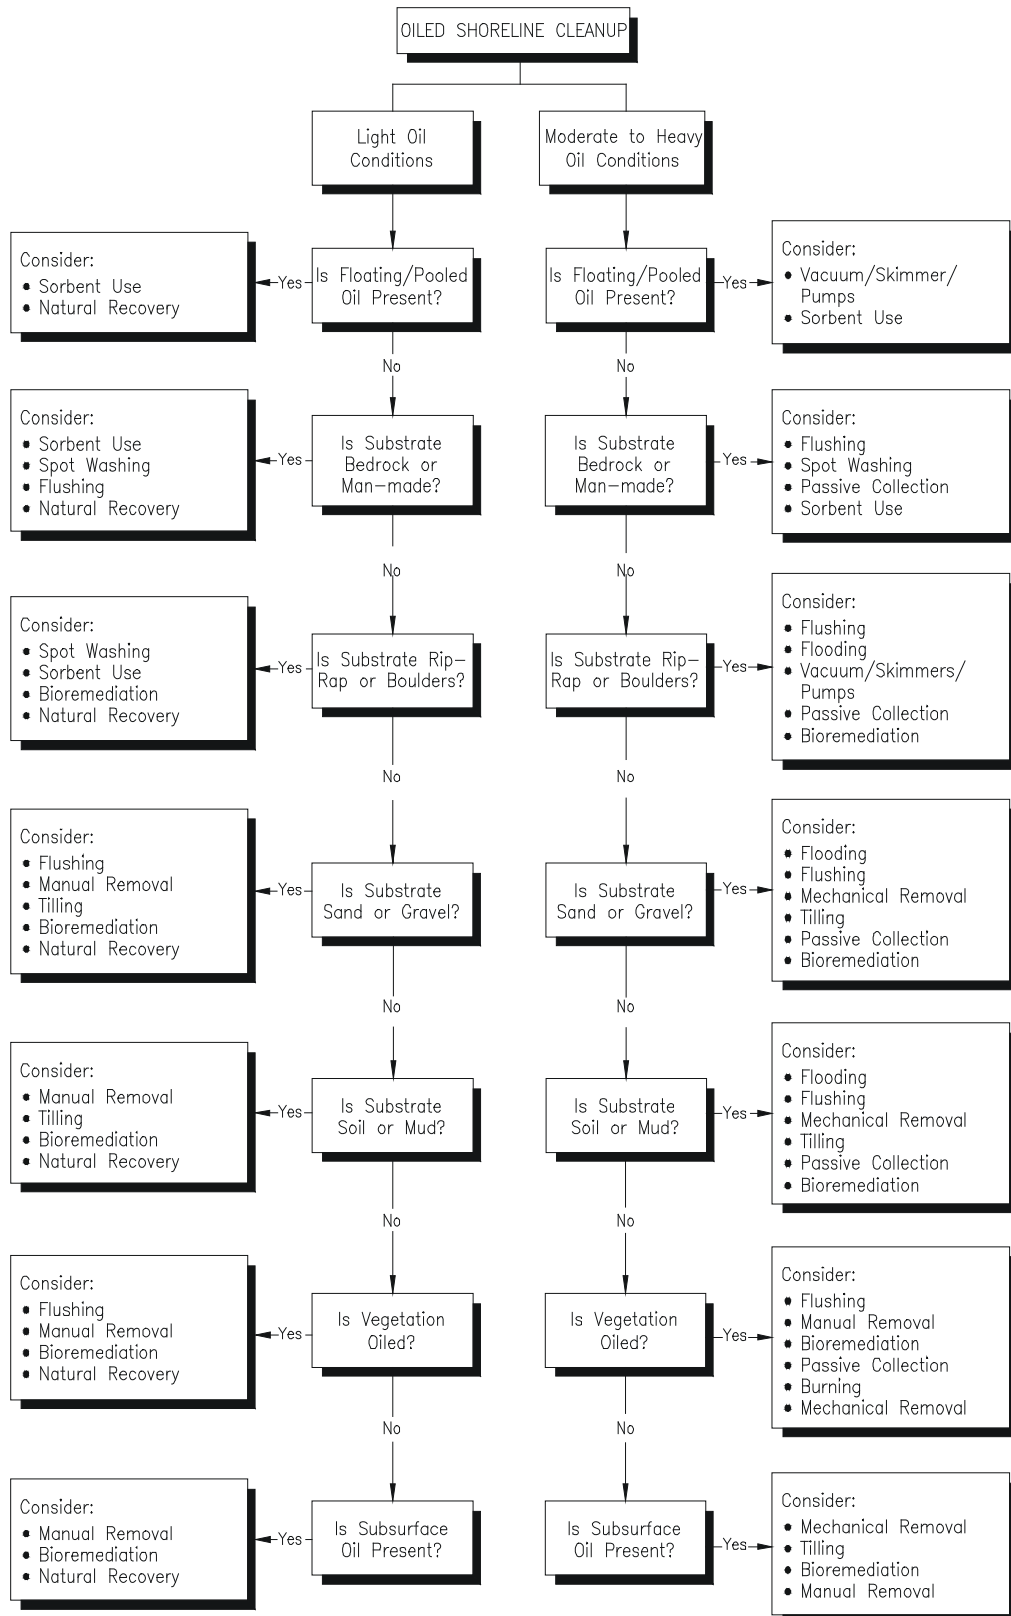 OILED SHORELINE CLEANUP
Light Oil
Conditions
Moderate to Heavy
Oil Conditions
Consider:
• Sorbent Use
• Natural Recovery
Yes
Is Floating/Pooled
Oil Present?
Is Floating/Pooled
Oil Present?
Yes
Consider:
• Vacuum/Skimmer/
Pumps
• Sorbent Use
No
No
Consider:
• Sorbent Use
• Spot Washing
• Flushing
• Natural Recovery
Yes
Is Substrate
Bedrock or
Man-made?
Is Substrate
Bedrock or
Man-made?
Yes
Consider:
• Flushing
• Spot Washing
• Passive Collection
• Sorbent Use
No
No
Consider:
• Spot Washing
• Sorbent Use
• Bioremediation
• Natural Recovery
Yes
Is Substrate Rip-
Rap or Boulders?
Is Substrate Rip-
Rap or Boulders?
Yes
Consider:
• Flushing
• Flooding
• Vacuum/Skimmers/
Pumps
• Passive Collection
• Bioremediation
No
No
Consider:
• Flushing
• Manual Removal
• Tilling
• Bioremediation
• Natural Recovery
Yes
Is Substrate
Sand or Gravel?
Is Substrate
Sand or Gravel?
Yes
Consider:
• Flooding
• Flushing
• Mechanical Removal
• Tilling
• Passive Collection
• Bioremediation
No
No
Consider:
• Manual Removal
• Tilling
• Bioremediation
• Natural Recovery
Yes
Is Substrate
Soil or Mud?
Is Substrate
Soil or Mud?
Yes
Consider:
• Flooding
• Flushing
• Mechanical Removal
• Tilling
• Passive Collection
• Bioremediation
No
No
Consider:
• Flushing
• Manual Removal
• Bioremediation
• Natural Recovery
Yes
Is Vegetation
Oiled?
Is Vegetation
Oiled?
Yes
Consider:
• Flushing
• Manual Removal
• Bioremediation
• Passive Collection
• Burning
• Mechanical Removal
No
No
Consider:
• Manual Removal
• Bioremediation
• Natural Recovery
Yes
Is Subsurface
Oil Present?
Is Subsurface
Oil Present?
Yes
Consider:
• Mechanical Removal
• Tilling
• Bioremediation
• Manual Removal